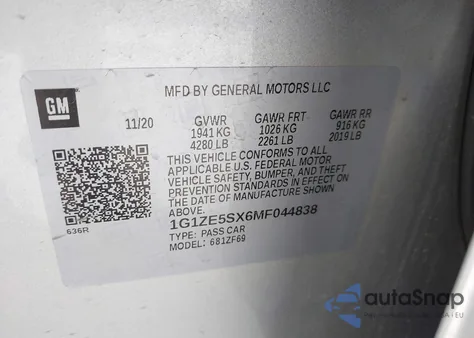 MFD BY GENERAL MOTORS LLC
GM
11/20 GVWR GAWR FRT GAWR RR
1941 KG 1026 KG 916 KG
4280 LB 2261 LB 2019 LB
THIS VEHICLE CONFORMS TO ALL
APPLICABLE U.S. FEDERAL MOTOR
VEHICLE SAFETY, BUMPER, AND THEFT
PREVENTION STANDARDS IN EFFECT ON
THE DATE OF MANUFACTURE SHOWN
ABOVE.
1G1ZE5SX6MF044838
636R
TYPE: PASS CAR
MODEL: 681ZF69
autoSnap